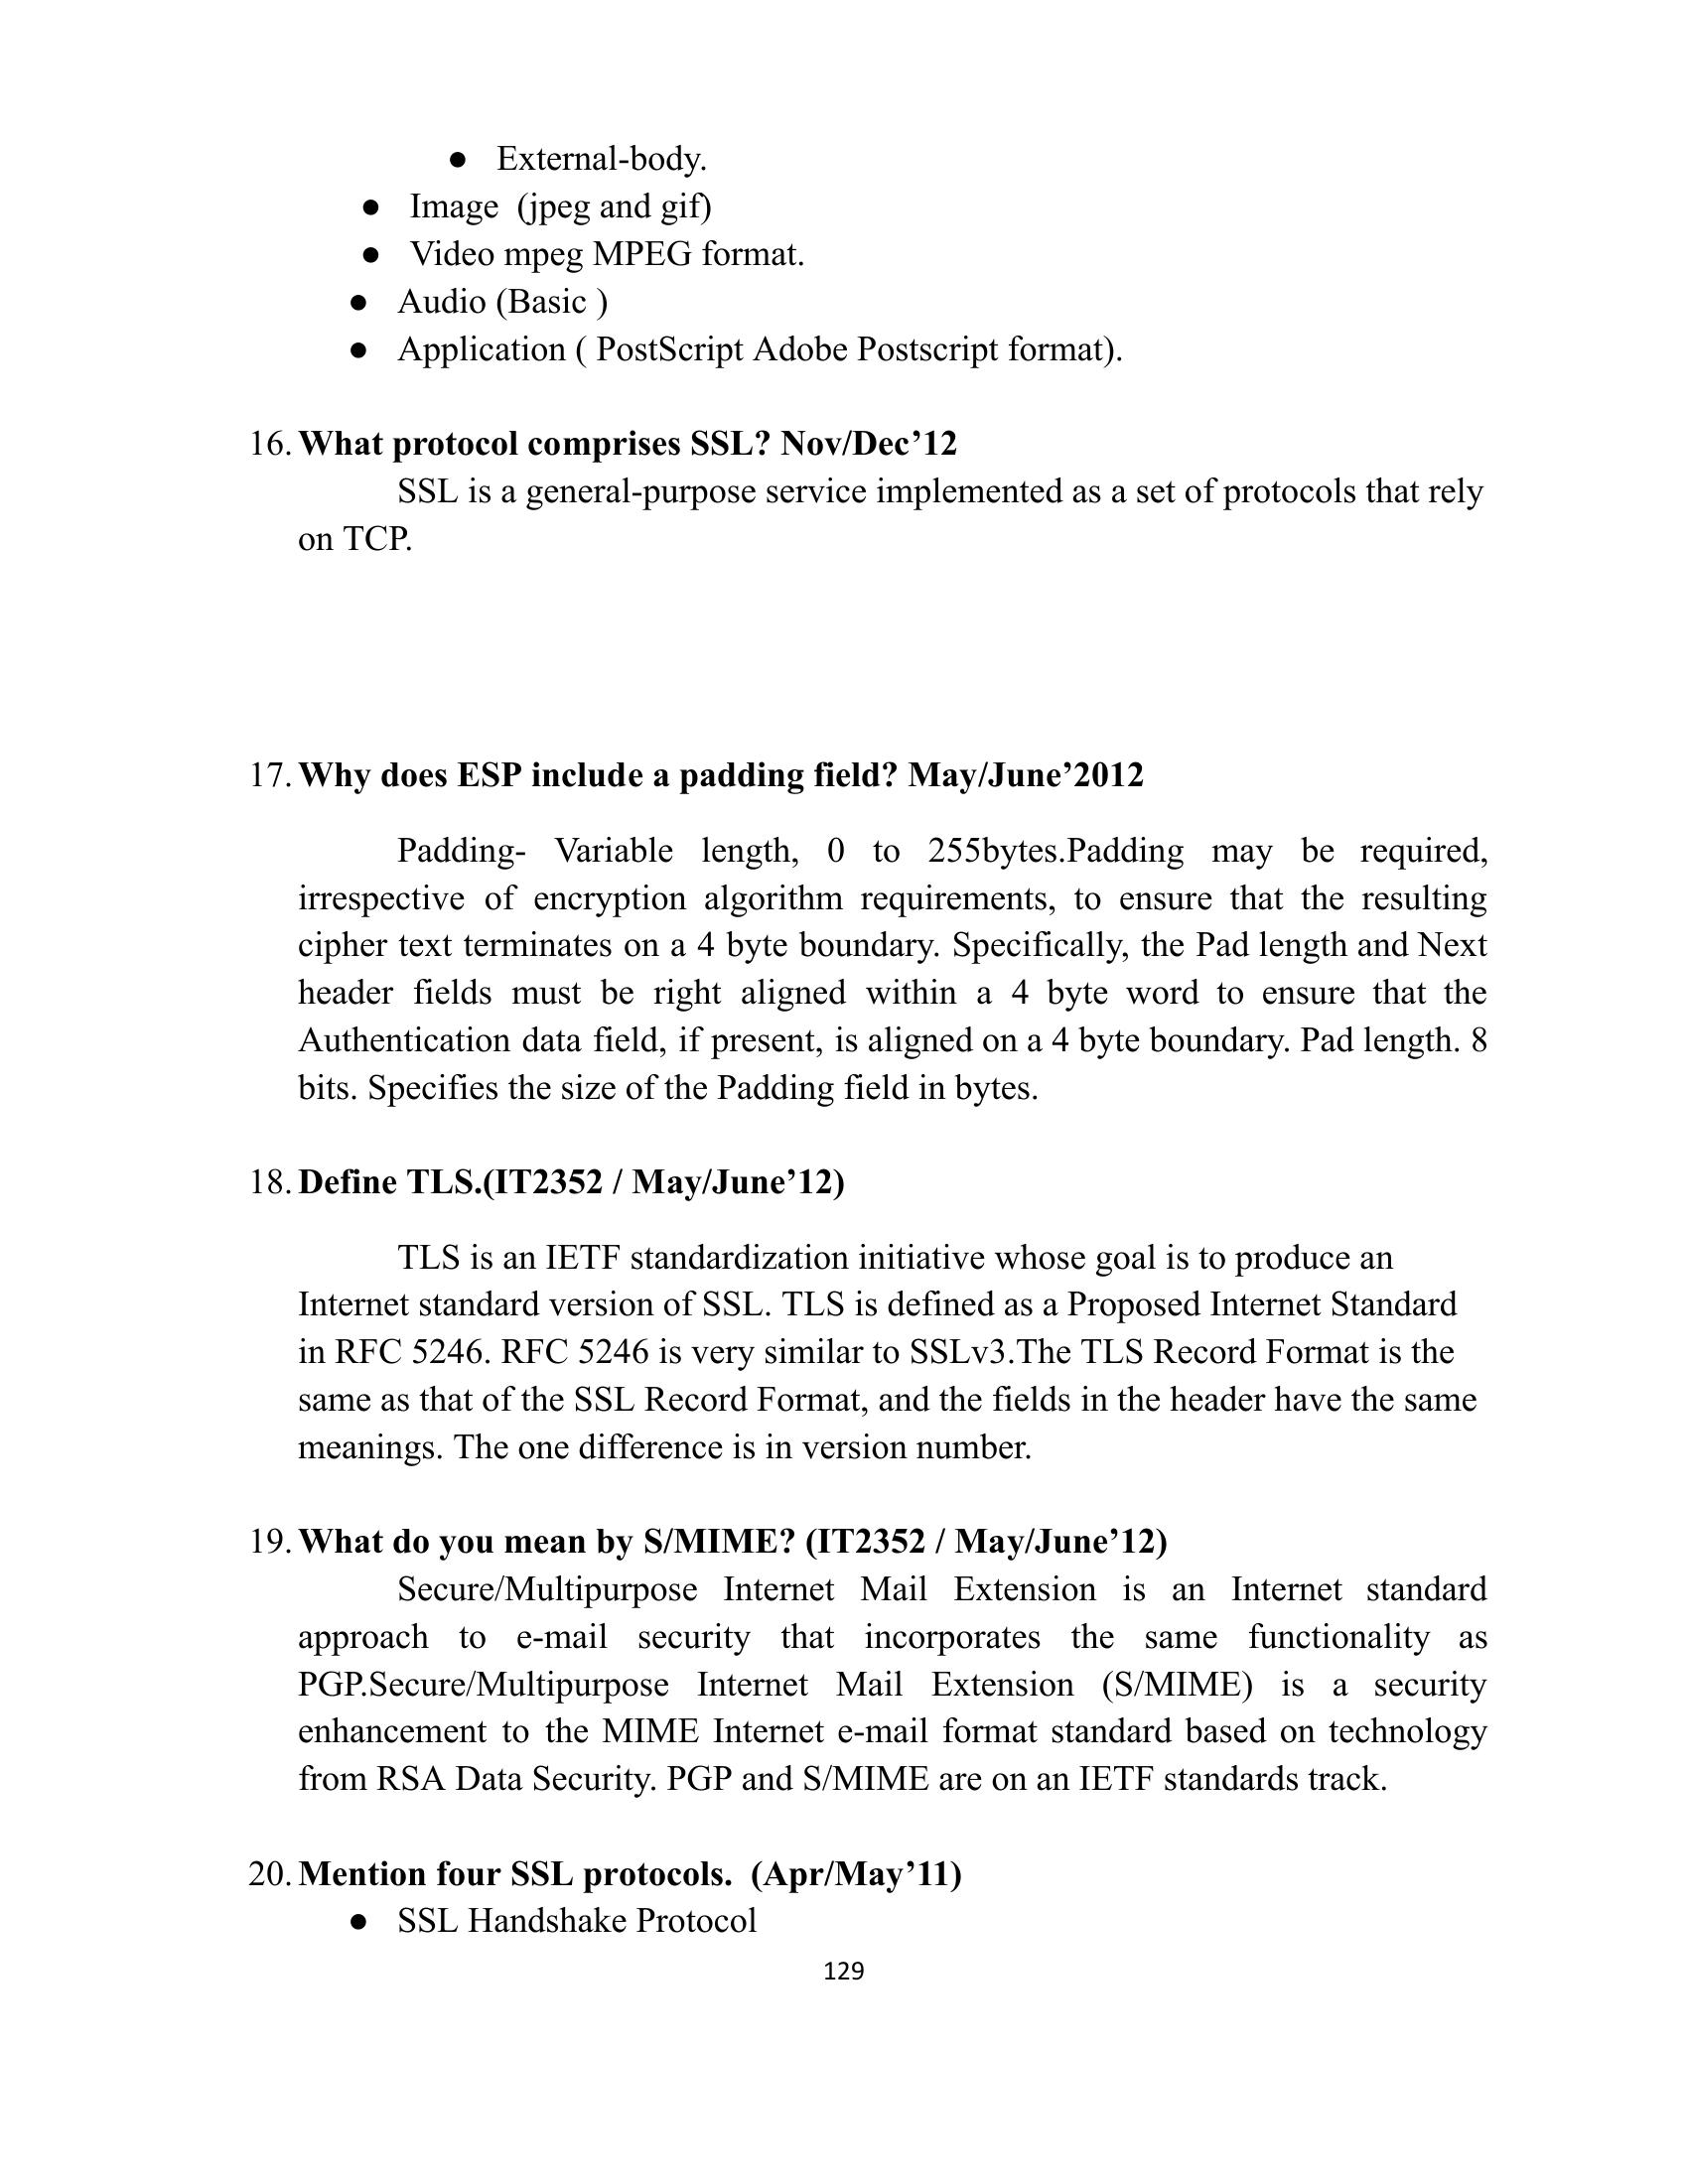 ● External-body.
● Image  (jpeg and gif)
● Video mpeg MPEG format.
● Audio (Basic )
● Application ( PostScript Adobe Postscript format).
16. What protocol comprises SSL? Nov/Dec’12
SSL is a general-purpose service implemented as a set of protocols that rely
on TCP.
17. Why does ESP include a padding field? May/June’2012
Padding- Variable length, 0 to 255bytes.Padding may be required,
irrespective of encryption algorithm requirements, to ensure that the resulting
cipher text terminates on a 4 byte boundary. Specifically, the Pad length and Next
header fields must be right aligned within a 4 byte word to ensure that the
Authentication data field, if present, is aligned on a 4 byte boundary. Pad length. 8
bits. Specifies the size of the Padding field in bytes.
18. Define TLS.(IT2352 / May/June’12)
TLS is an IETF standardization initiative whose goal is to produce an
Internet standard version of SSL. TLS is defined as a Proposed Internet Standard
in RFC 5246. RFC 5246 is very similar to SSLv3.The TLS Record Format is the
same as that of the SSL Record Format, and the fields in the header have the same
meanings. The one difference is in version number.
19. What do you mean by S/MIME? (IT2352 / May/June’12)
Secure/Multipurpose Internet Mail Extension is an Internet standard
approach to e-mail security that incorporates the same functionality as
PGP.Secure/Multipurpose Internet Mail Extension (S/MIME) is a security
enhancement to the MIME Internet e-mail format standard based on technology
from RSA Data Security. PGP and S/MIME are on an IETF standards track.
20. Mention four SSL protocols.  (Apr/May’11)
● SSL Handshake Protocol
129